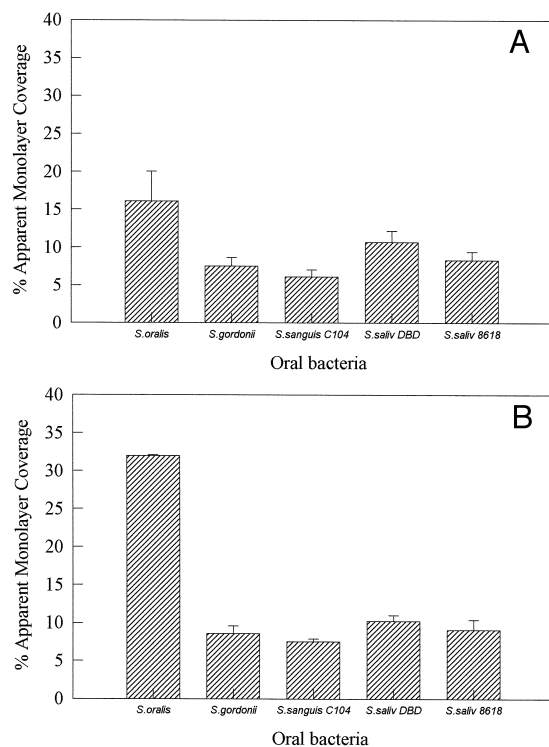 A
40
35
30
25
20
15
10
5
0
% Apparent Monolayer Coverage
S.oralis S.gordonii S.sanguis C104 S.saliv DBD S.saliv 8618
Oral bacteria
B
40
35
30
25
20
15
10
5
0
% Apparent Monolayer Coverage
S.oralis S.gordonii S.sanguis C104 S.saliv DBD S.saliv 8618
Oral bacteria